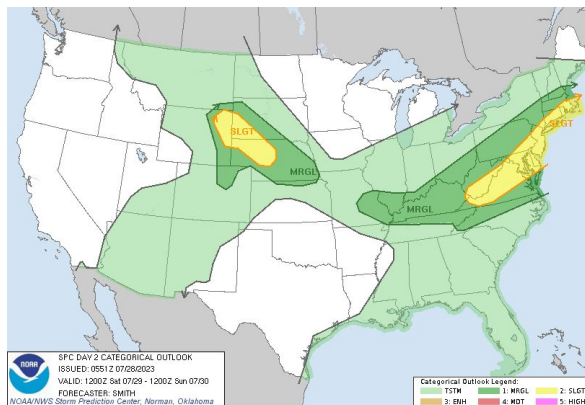 SLGT
SLGT
MRGL
MRGL
NOAA
SPC DAY 2 CATEGORICAL OUTLOOK
ISSUED: 0551Z 07/28/2023
VALID: 1200Z Sat 07/29 - 1200Z Sun 07/30
FORECASTER: SMITH
NOAA/NWS Storm Prediction Center, Norman, Oklahoma
Categorical Outlook Legend:
TSTM 1: MRGL 2: SLGT
3: ENH 4: MDT 5: HIGH